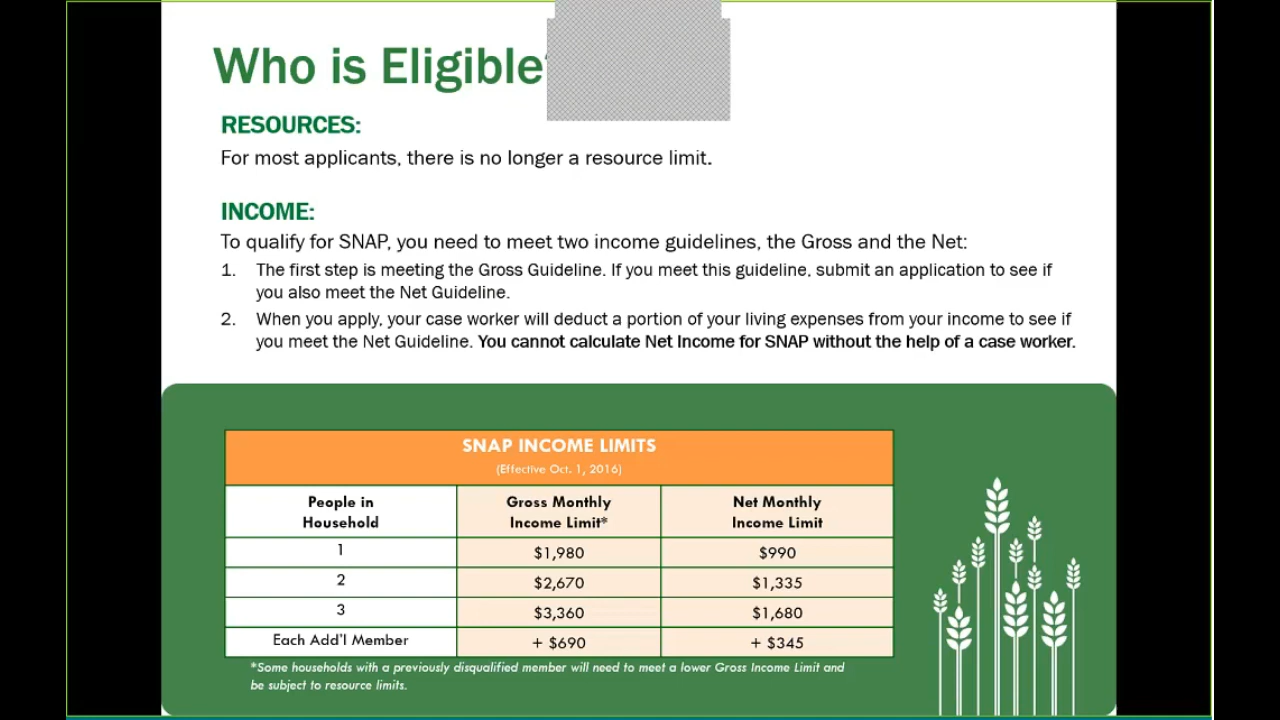 Who is Eligible?
RESOURCES:
For most applicants, there is no longer a resource limit.
INCOME:
To qualify for SNAP, you need to meet two income guidelines, the Gross and the Net:
1. The first step is meeting the Gross Guideline. If you meet this guideline, submit an application to see if
you also meet the Net Guideline.
2. When you apply, your case worker will deduct a portion of your living expenses from your income to see if
you meet the Net Guideline. You cannot calculate Net Income for SNAP without the help of a case worker.
SNAP INCOME LIMITS
(Effective Oct. 1, 2016)
People in Gross Monthly Net Monthly
Household Income Limit* Income Limit
1 $1,980 $990
2 $2,670 $1,335
3 $3,360 $1,680
Each Add'l Member + $690 + $345
*Some households with a previously disqualified member will need to meet a lower Gross Income Limit and
be subject to resource limits.